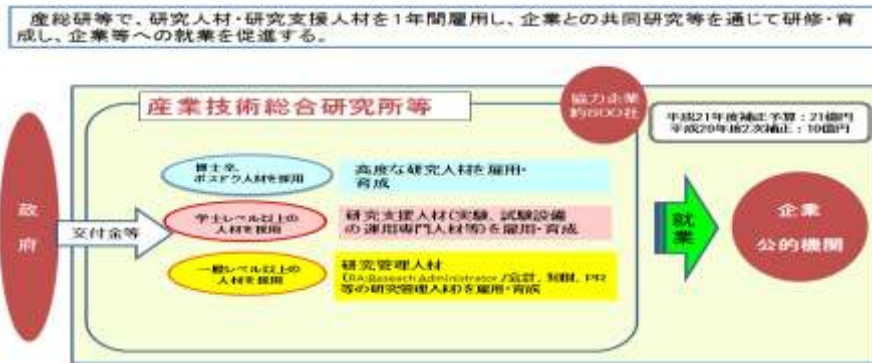 産総研等で、研究人材・研究支援人材を1年間雇用し、企業との共同研究等を通じて研修・育
成し、企業等への就業を促進する。
産業技術総合研究所等
協力企業
約800社
平成21年度補正予算：21億円
平成20年度2次補正：10億円
博士卒、
ポスドク人材を採用
高度な研究人材を雇用・
育成
政府
交付金等
学士レベル以上の
人材を採用
研究支援人材(実験、試験設備
の運用専門人材等)を雇用・育成
就業
企業
公的機関
一般レベル以上の
人材を採用
研究管理人材
(RA:Research Administrator/会計、知財、PR
等の研究管理人材)を雇用・育成